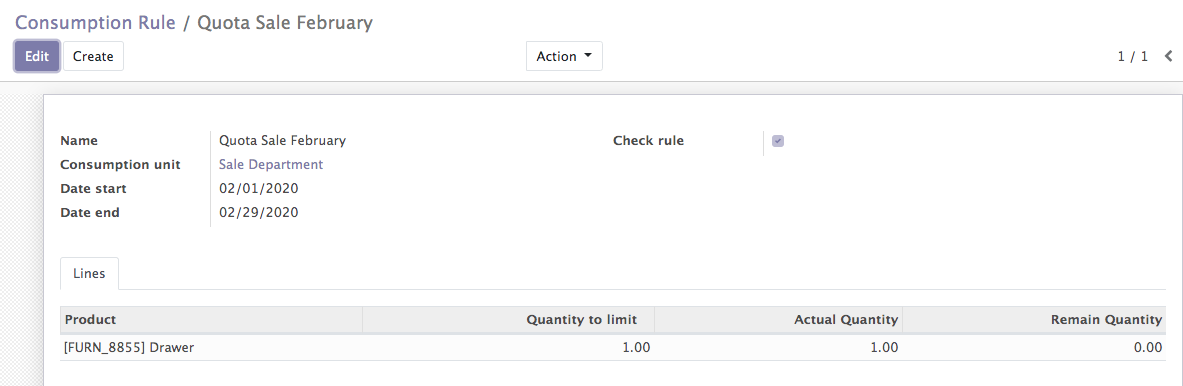 Consumption Rule / Quota Sale February
Edit Create Action 1 / 1
Name Quota Sale February Check rule
Consumption unit Sale Department
Date start 02/01/2020
Date end 02/29/2020
Lines
Product Quantity to limit Actual Quantity Remain Quantity
[FURN_8855] Drawer 1.00 1.00 0.00